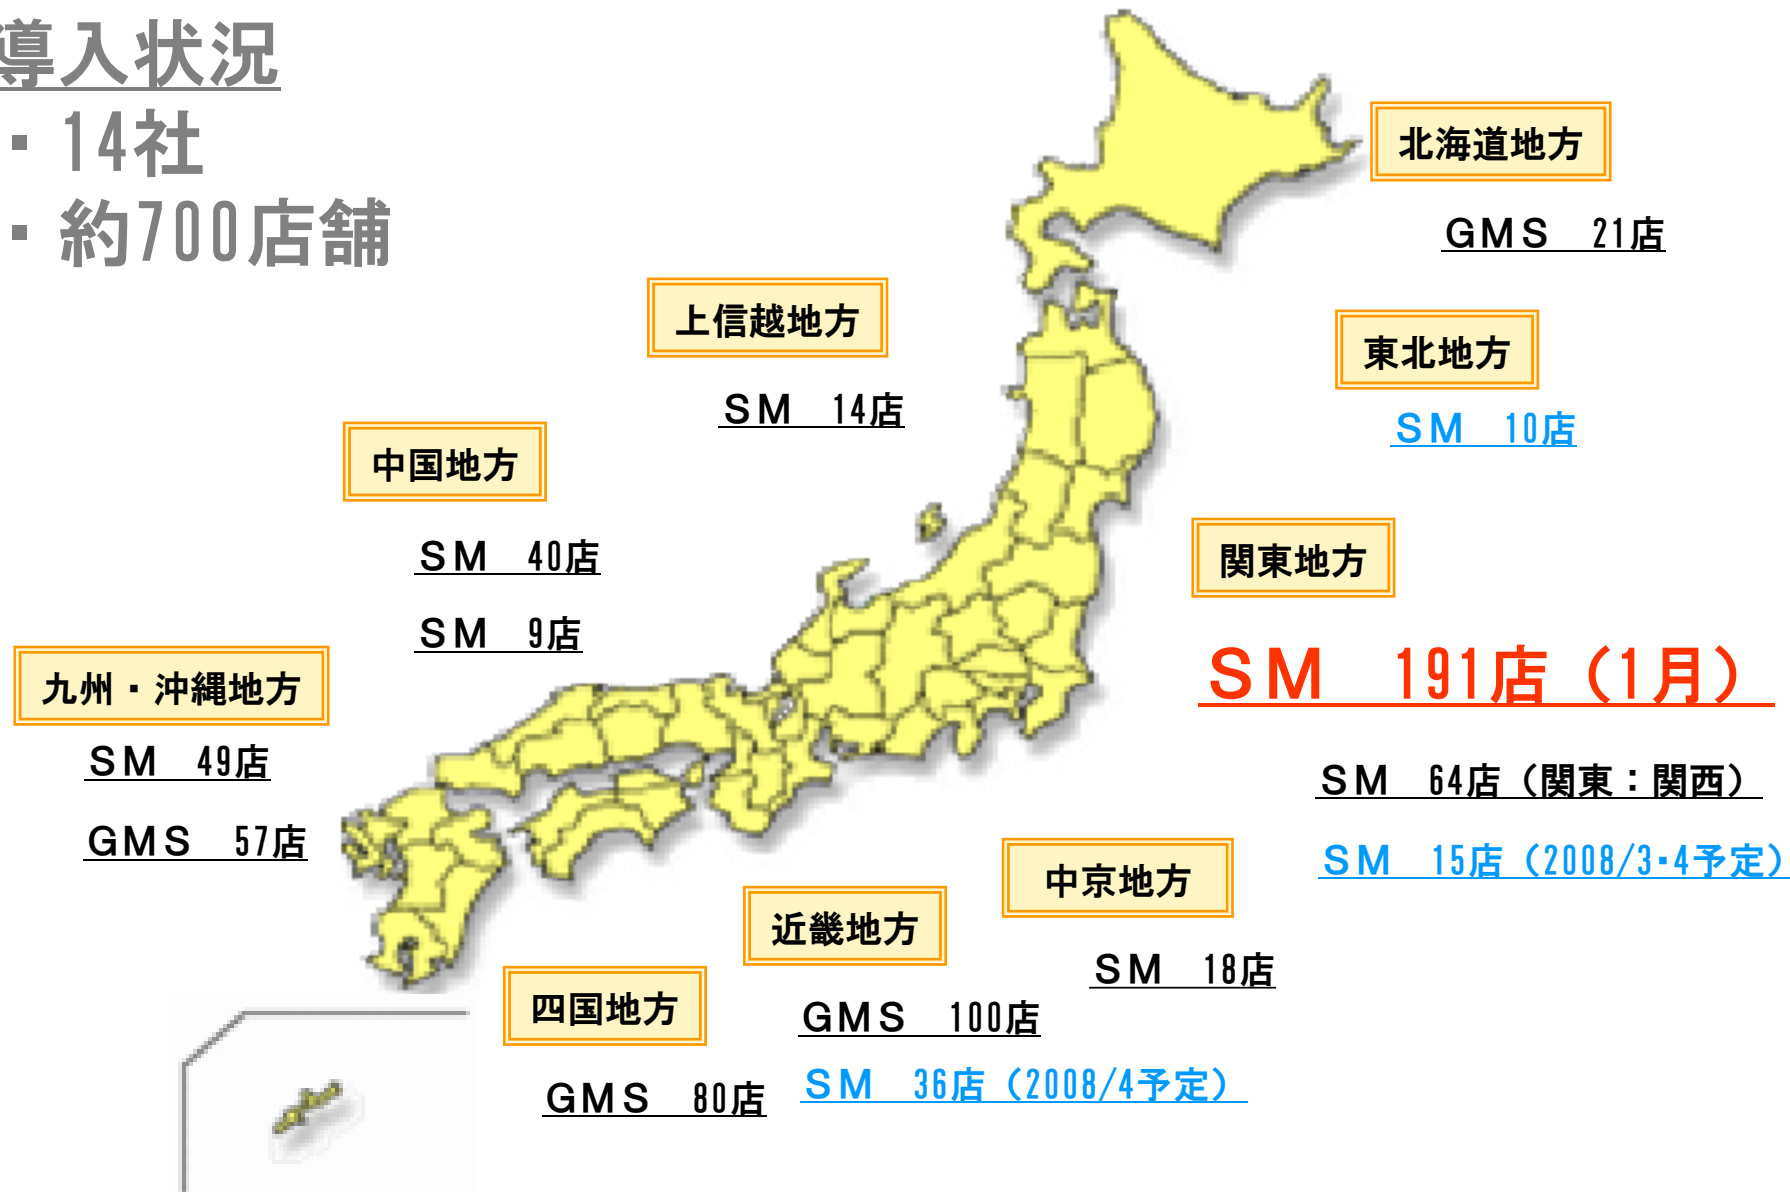 導入状況
・14社
・約700店舗
北海道地方
GMS 21店
上信越地方
SM 14店
東北地方
SM 10店
中国地方
SM 40店
SM 9店
関東地方
SM 191店（1月）
SM 64店（関東：関西）
SM 15店（2008/3・4予定）
九州・沖縄地方
SM 49店
GMS 57店
中京地方
SM 18店
近畿地方
GMS 100店
SM 36店（2008/4予定）
四国地方
GMS 80店